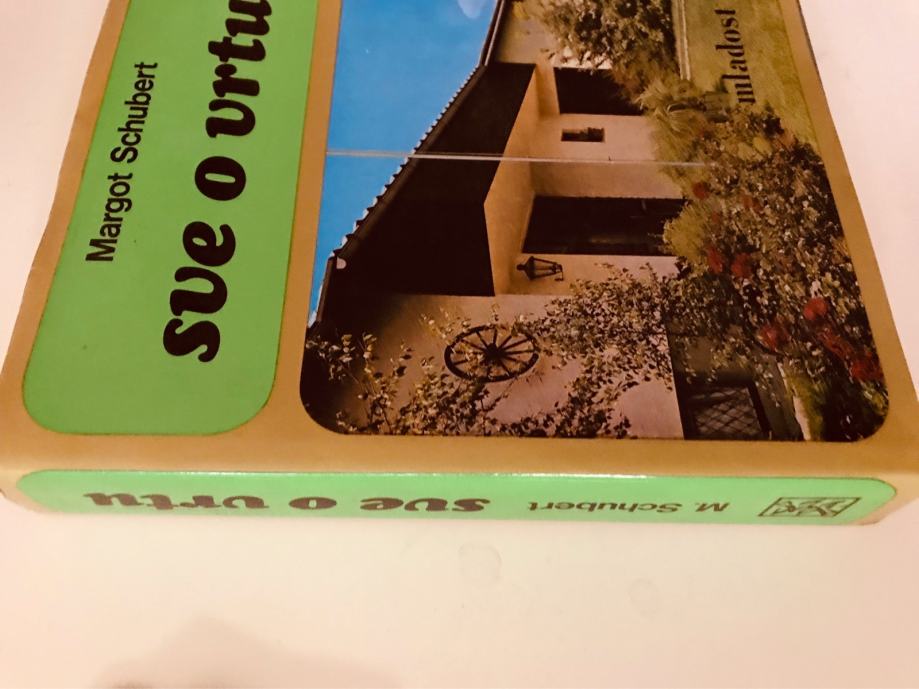 Margot Schubert
sve o vrtu
mladost
M. Schubert
sve o vrtu